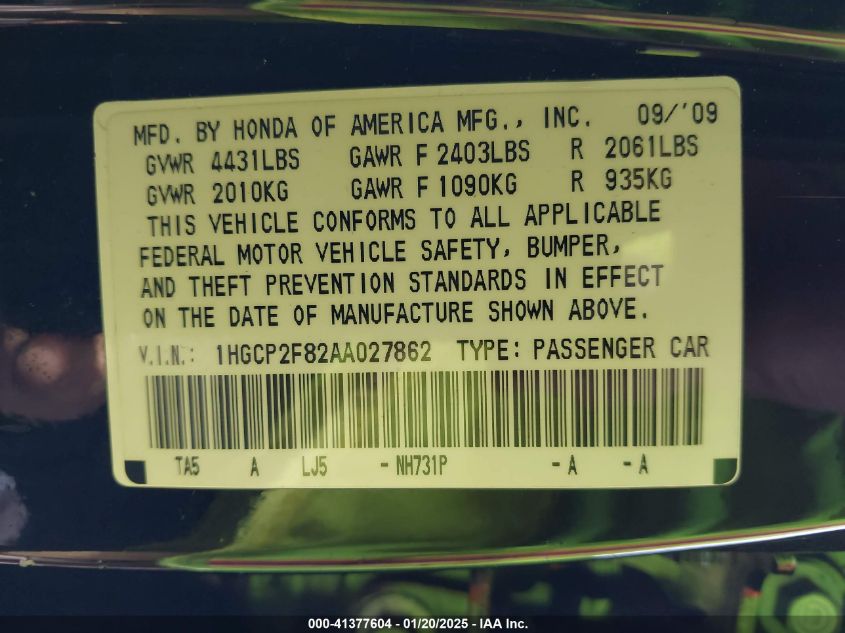 MFD. BY HONDA OF AMERICA MFG., INC. 09/'09
GVWR 4431LBS GAWR F 2403LBS R 2061LBS
GVWR 2010KG GAWR F 1090KG R 935KG
THIS VEHICLE CONFORMS TO ALL APPLICABLE
FEDERAL MOTOR VEHICLE SAFETY, BUMPER,
AND THEFT PREVENTION STANDARDS IN EFFECT
ON THE DATE OF MANUFACTURE SHOWN ABOVE.
V.I.N.: 1HGCP2F82AA027862 TYPE: PASSENGER CAR
TA5 A LJ5 -NH731P -A -A
000-41377604 - 01/20/2025 - IAA Inc.